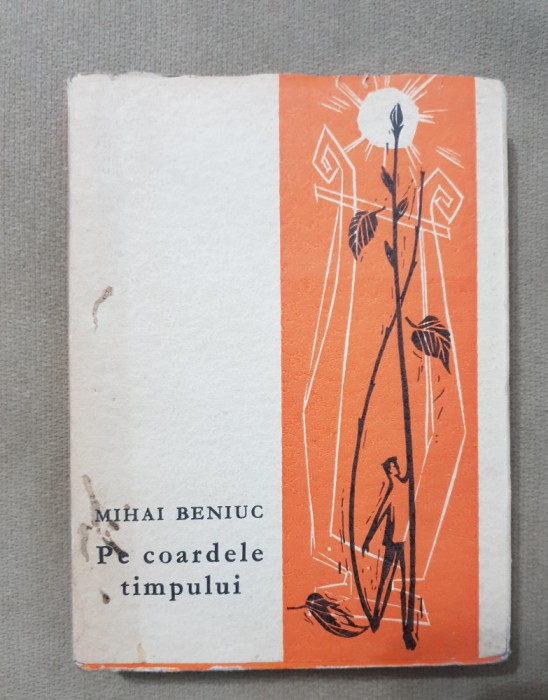 MIHAI BENIUC
Pe coardele
timpului